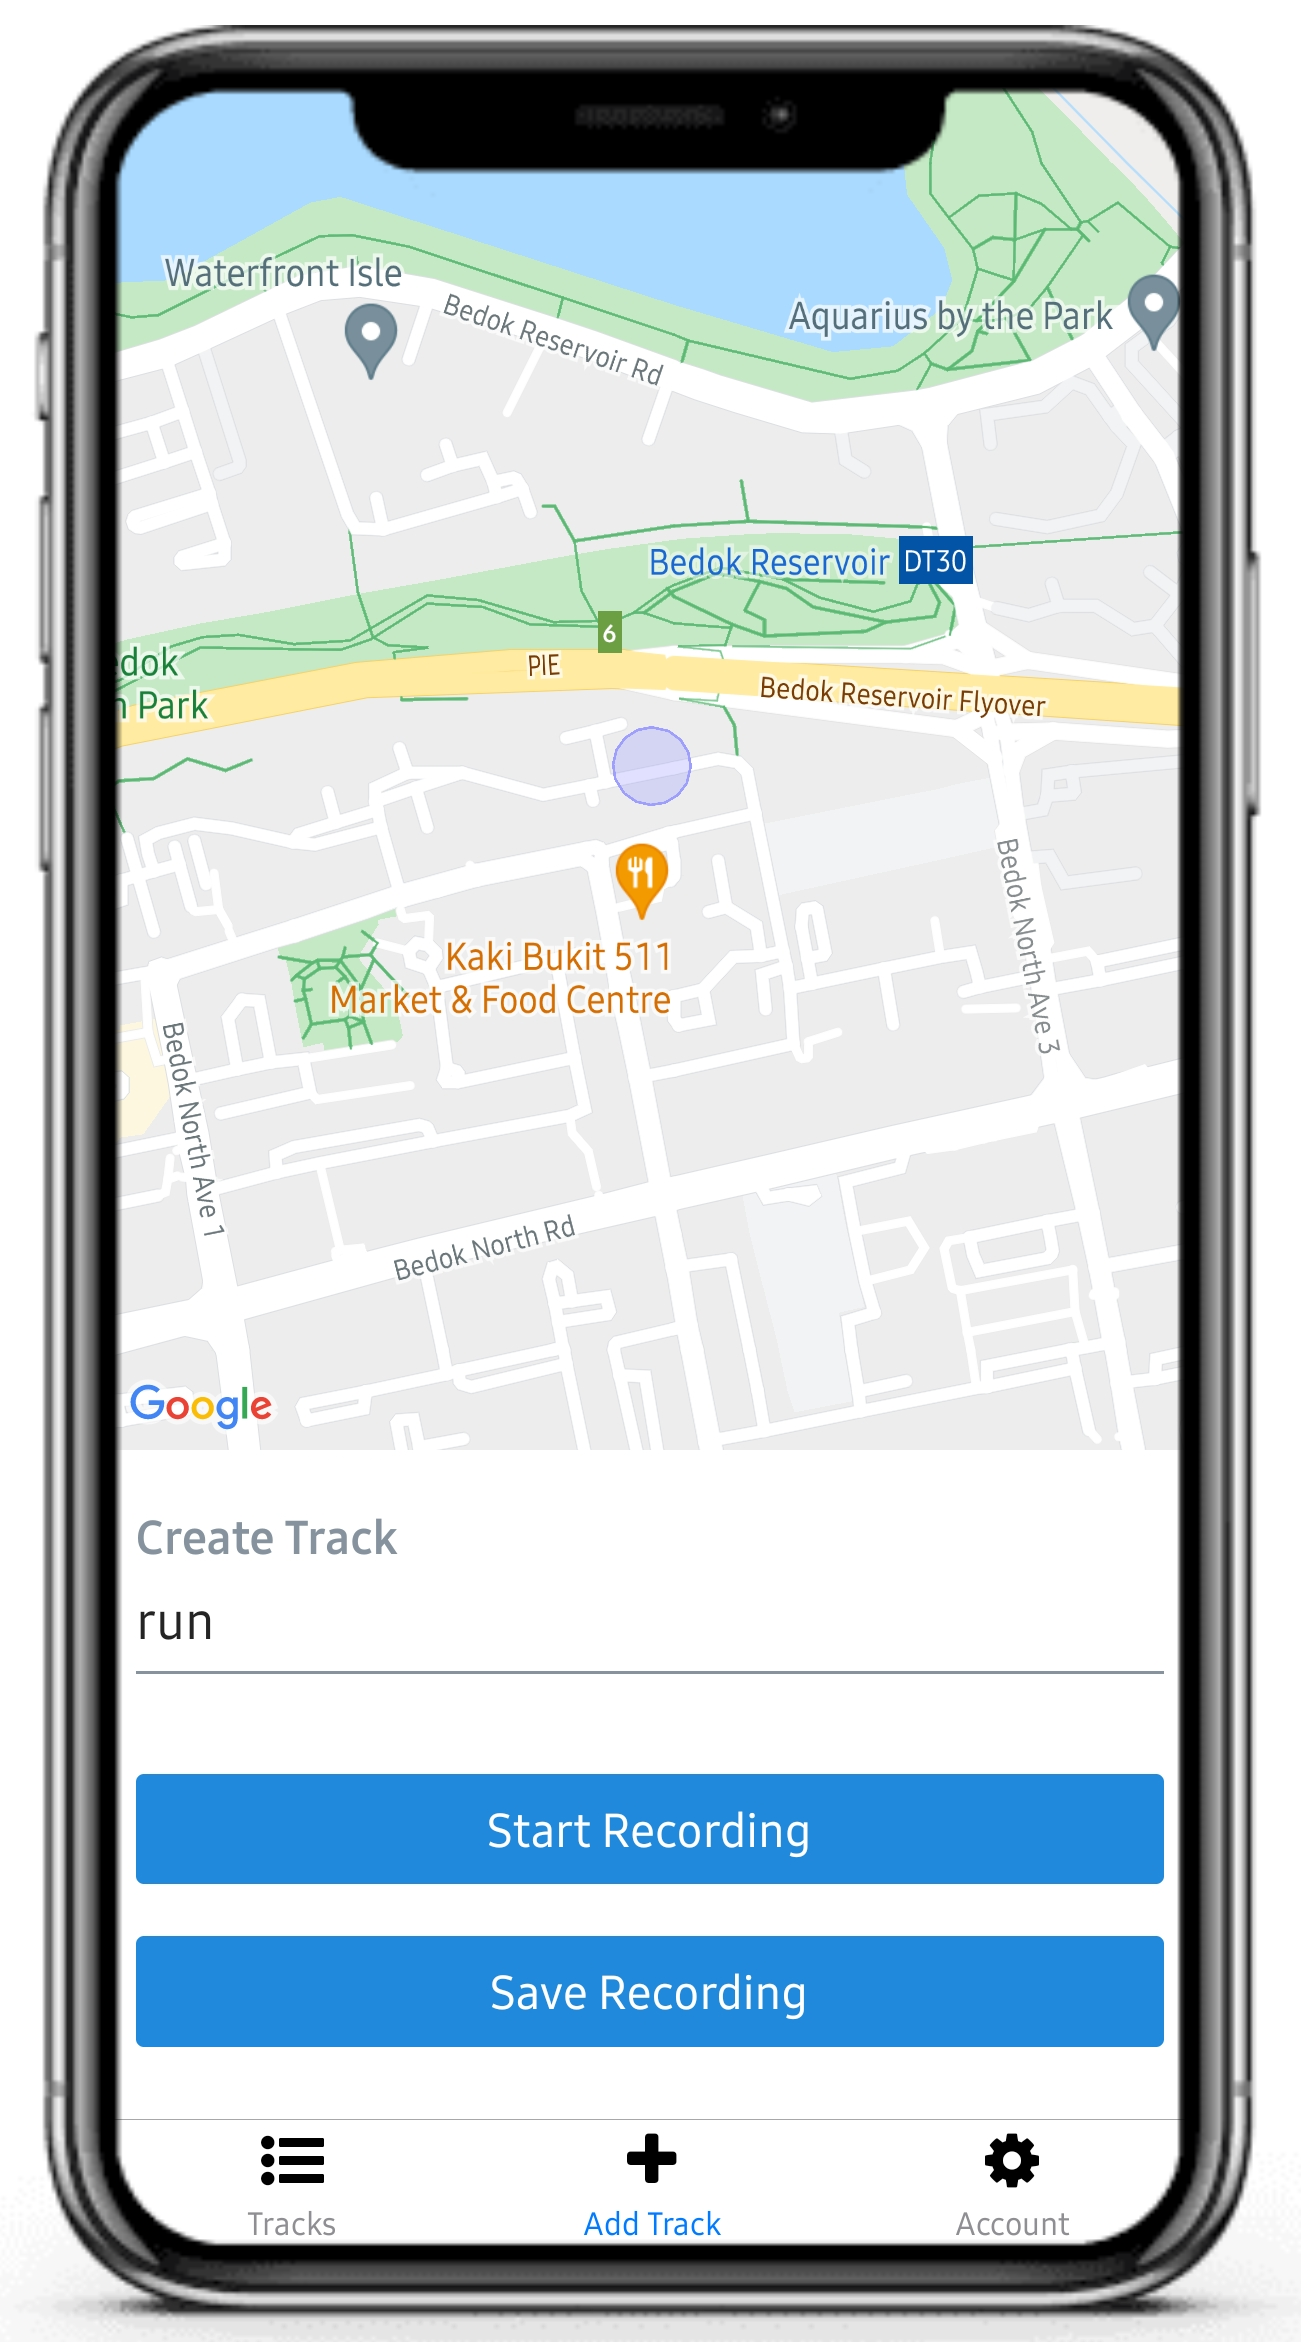 Waterfront Isle
Bedok Reservoir Rd
Aquarius by the Park
Bedok Reservoir
DT30
6
PIE
Bedok Reservoir Flyover
edok
n Park
Kaki Bukit 511
Market & Food Centre
Bedok North Ave 3
Bedok North Ave 1
Bedok North Rd
Google
Create Track
run
Start Recording
Save Recording
Tracks
Add Track
Account